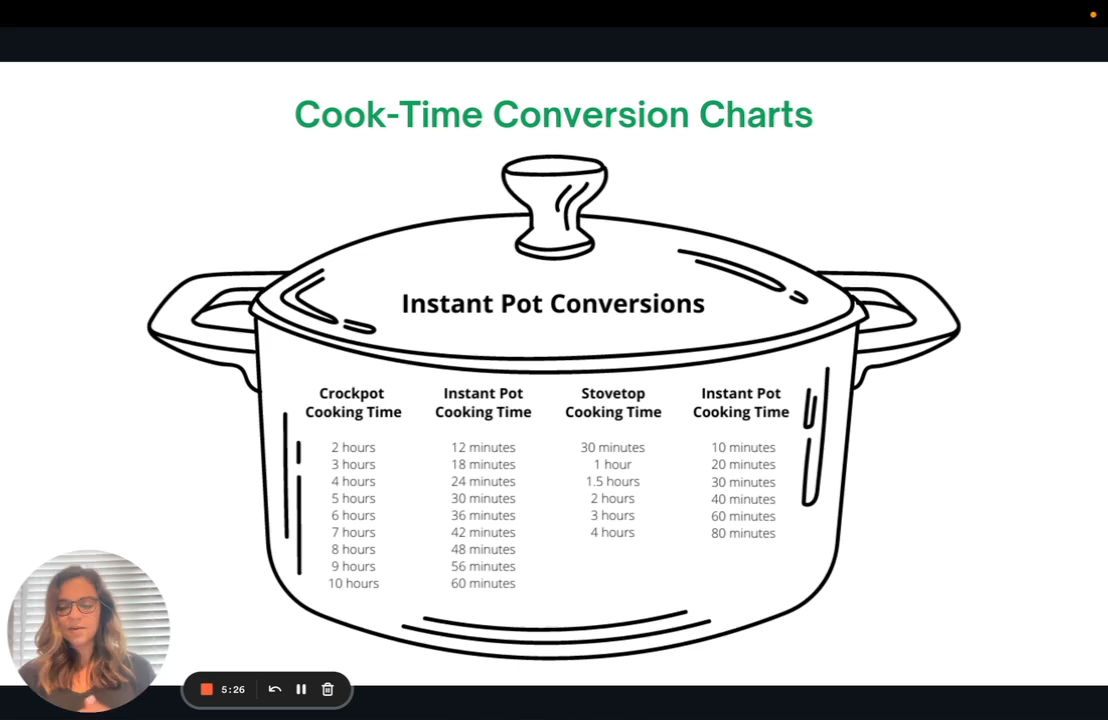 Cook-Time Conversion Charts
Instant Pot Conversions
Crockpot Cooking Time
Instant Pot Cooking Time
Stovetop Cooking Time
Instant Pot Cooking Time
2 hours 12 minutes 30 minutes 10 minutes
3 hours 18 minutes 1 hour 20 minutes
4 hours 24 minutes 1.5 hours 30 minutes
5 hours 30 minutes 2 hours 40 minutes
6 hours 36 minutes 3 hours 60 minutes
7 hours 42 minutes 4 hours 80 minutes
8 hours 48 minutes
9 hours 56 minutes
10 hours 60 minutes
5:26